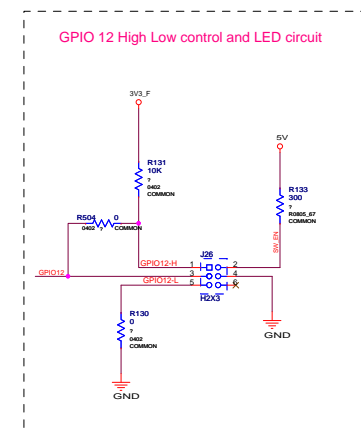 GPIO 12 High Low control and LED circuit
3V3_F
5V
R131
10K
?
0402
COMMON
R133
300
?
R0805_67
COMMON
SW_EN
R504 0
0402 ? COMMON
J26
GPIO12-H 1 2
GPIO12 3 4
GPIO12-L 5 6
H2X3
R130
0
?
0402
COMMON
GND
GND